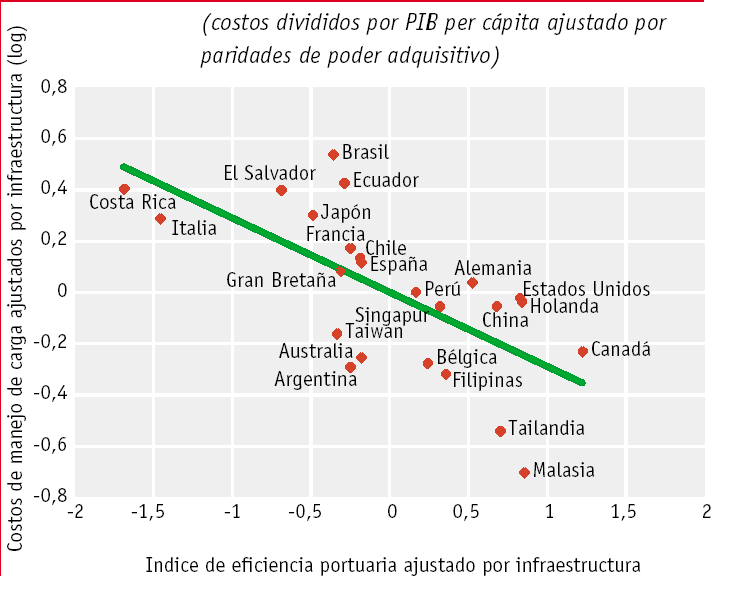 (costos divididos por PIB per cápita ajustado por
paridades de poder adquisitivo)
Costos de manejo de carga ajustados por infraestructura (log)
0,8
0,6
0,4
0,2
0
-0,2
-0,4
-0,6
-0,8
Brasil
El Salvador
Ecuador
Costa Rica
Japón
Italia
Francia
Chile
España
Alemania
Gran Bretaña
Perú
Estados Unidos
Holanda
Singapur
China
Taiwan
Australia
Bélgica
Canadá
Argentina
Filipinas
Tailandia
Malasia
-2 -1,5 -1 -0,5 0 0,5 1 1,5 2
Indice de eficiencia portuaria ajustado por infraestructura